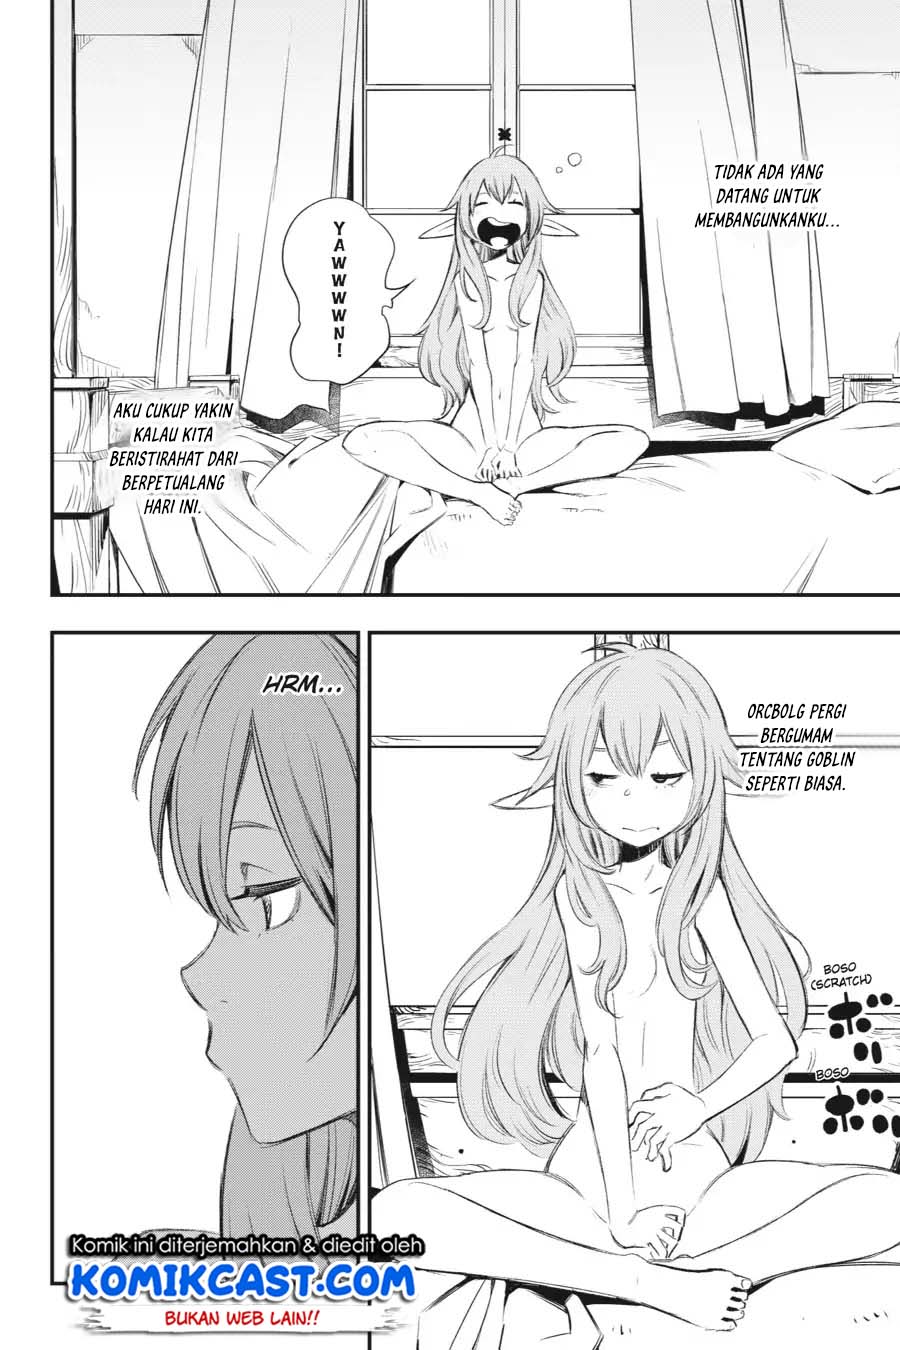 TIDAK ADA YANG
DATANG UNTUK
MEMBANGUNKANKU...
YAWWWWN!
AKU CUKUP YAKIN
KALAU KITA
BERISTIRAHAT DARI
BERPETUALANG
HARI INI.
ORCBOLG PERGI
BERGUMAM
TENTANG GOBLIN
SEPERTI BIASA.
BOSO
(SCRATCH)
ボリ
BOSO
ボリ
HRM...
Komik ini diterjemahkan & diedit oleh
KOMIKCAST.COM
BUKAN WEB LAIN!!